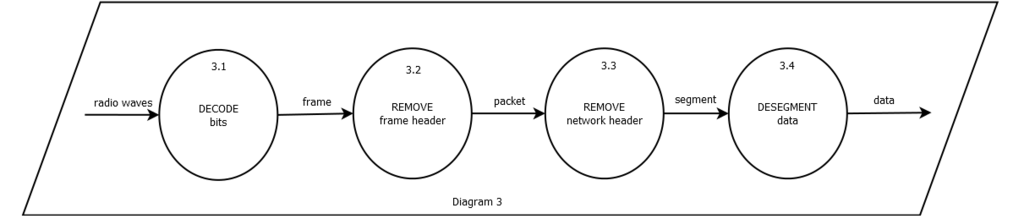 radio waves
3.1
DECODE
bits
frame
3.2
REMOVE
frame header
packet
3.3
REMOVE
network header
segment
3.4
DESEGMENT
data
data
Diagram 3